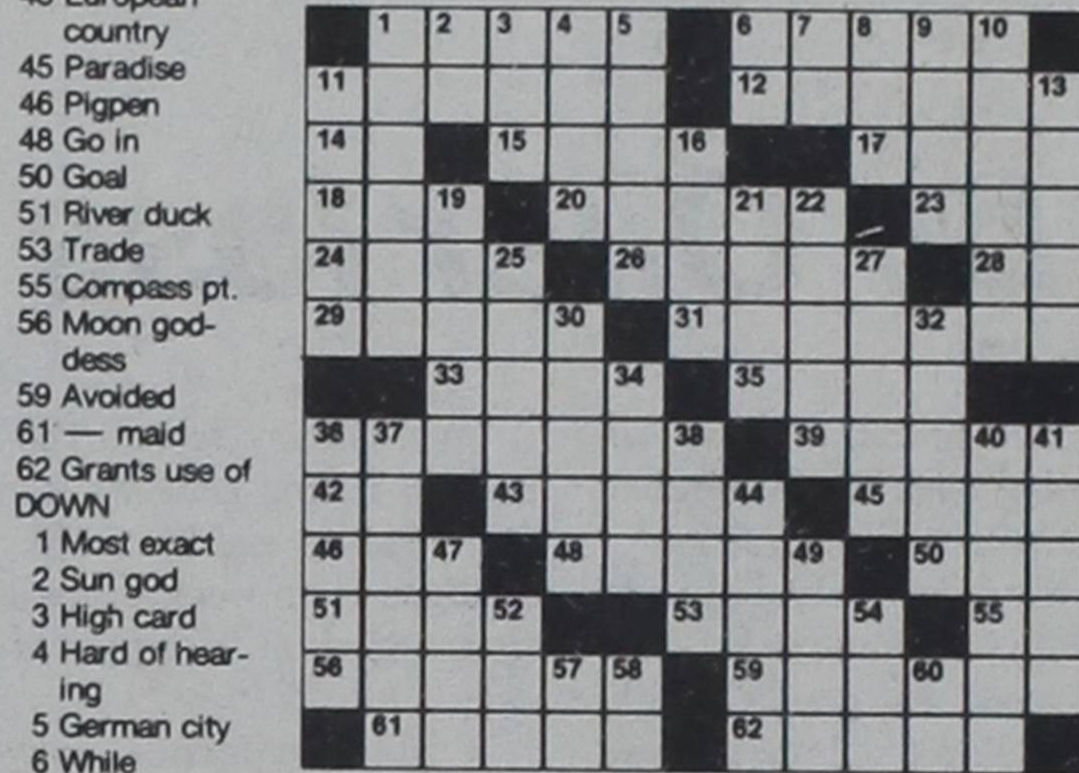 43 European
country
45 Paradise
46 Pigpen
48 Go in
50 Goal
51 River duck
53 Trade
55 Compass pt.
56 Moon god-
dess
59 Avoided
61 — maid
62 Grants use of
DOWN
1 Most exact
2 Sun god
3 High card
4 Hard of hear-
ing
5 German city
6 While
1 2 3 4 5 6 7 8 9 10
11 12 13
14 15 16 17
18 19 20 21 22 23
24 25 26 27 28
29 30 31 32
33 34 35
36 37 38 39 40 41
42 43 44 45
46 47 48 49 50
51 52 53 54 55
56 57 58 59 60
61 62